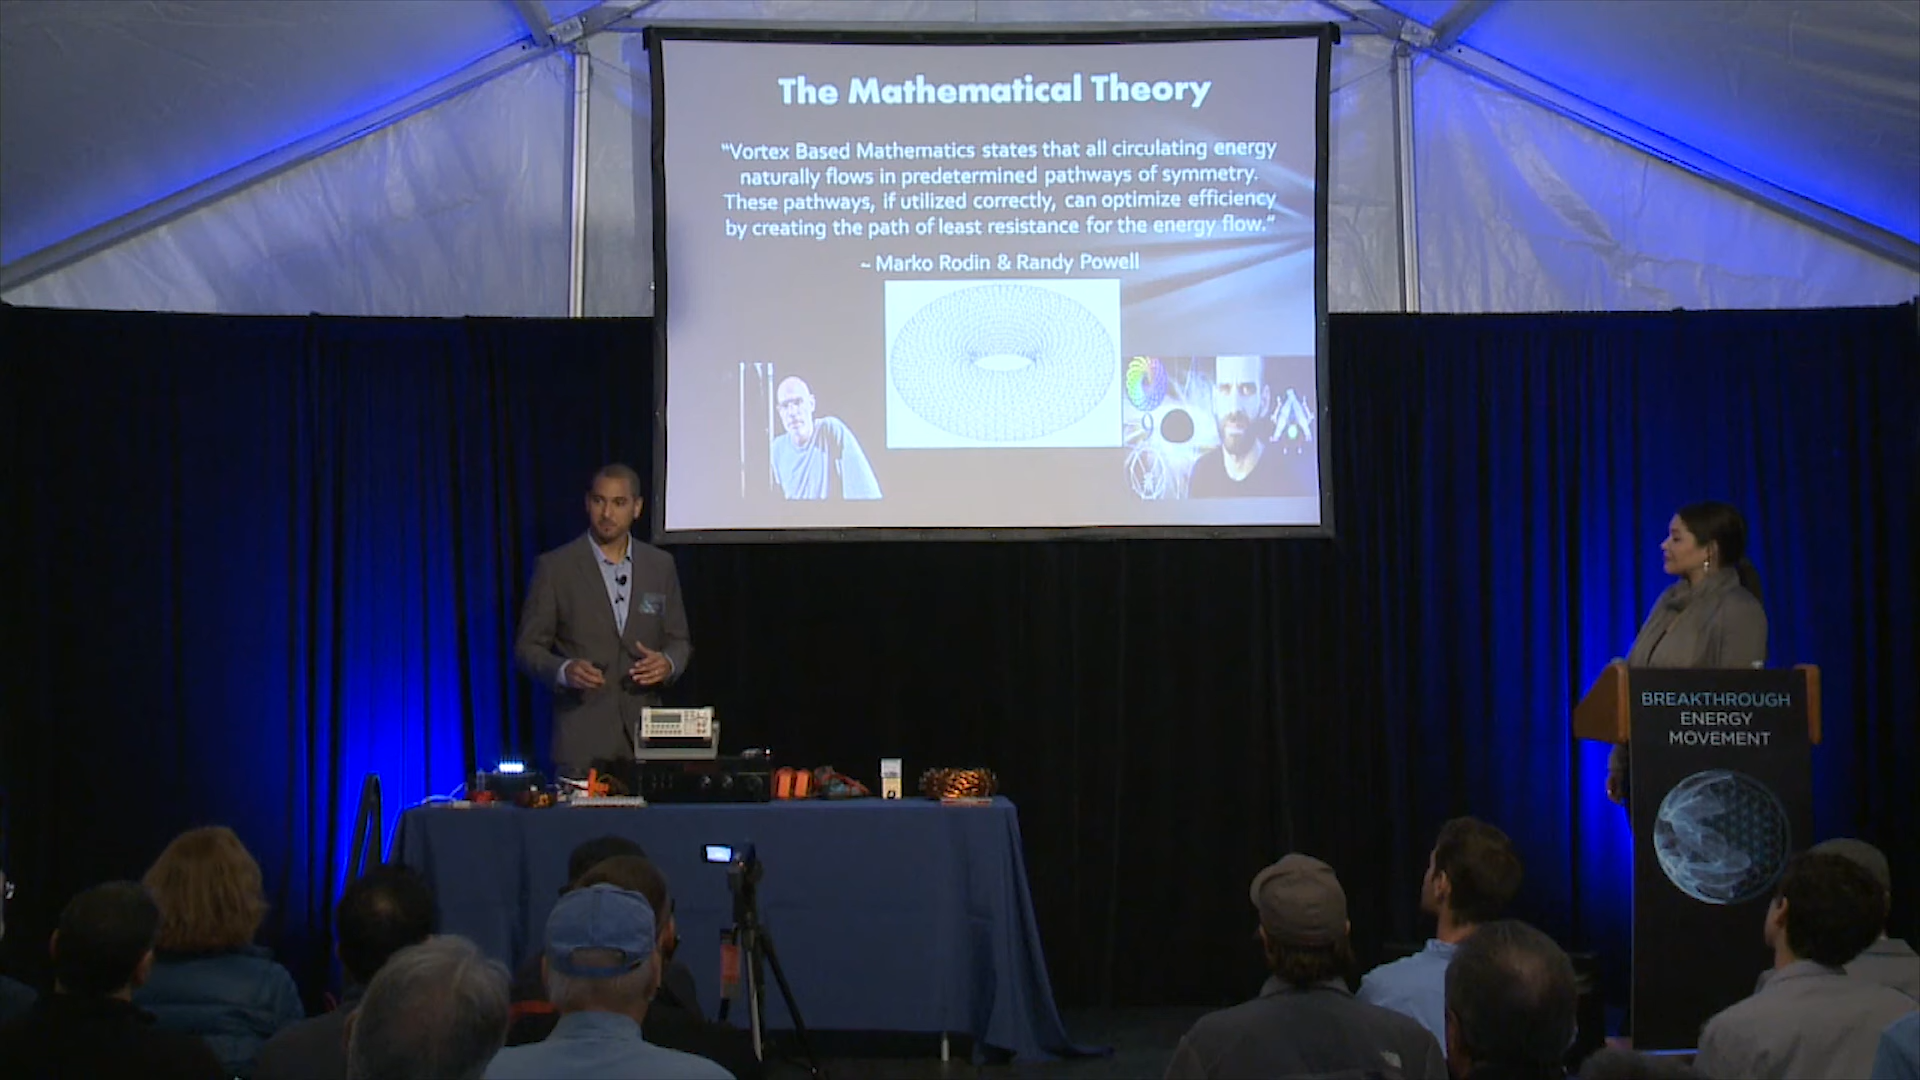 The Mathematical Theory
“Vortex Based Mathematics states that all circulating energy
naturally flows in predetermined pathways of symmetry.
These pathways, if utilized correctly, can optimize efficiency
by creating the path of least resistance for the energy flow.”
~ Marko Rodin & Randy Powell
BREAKTHROUGH
ENERGY
MOVEMENT